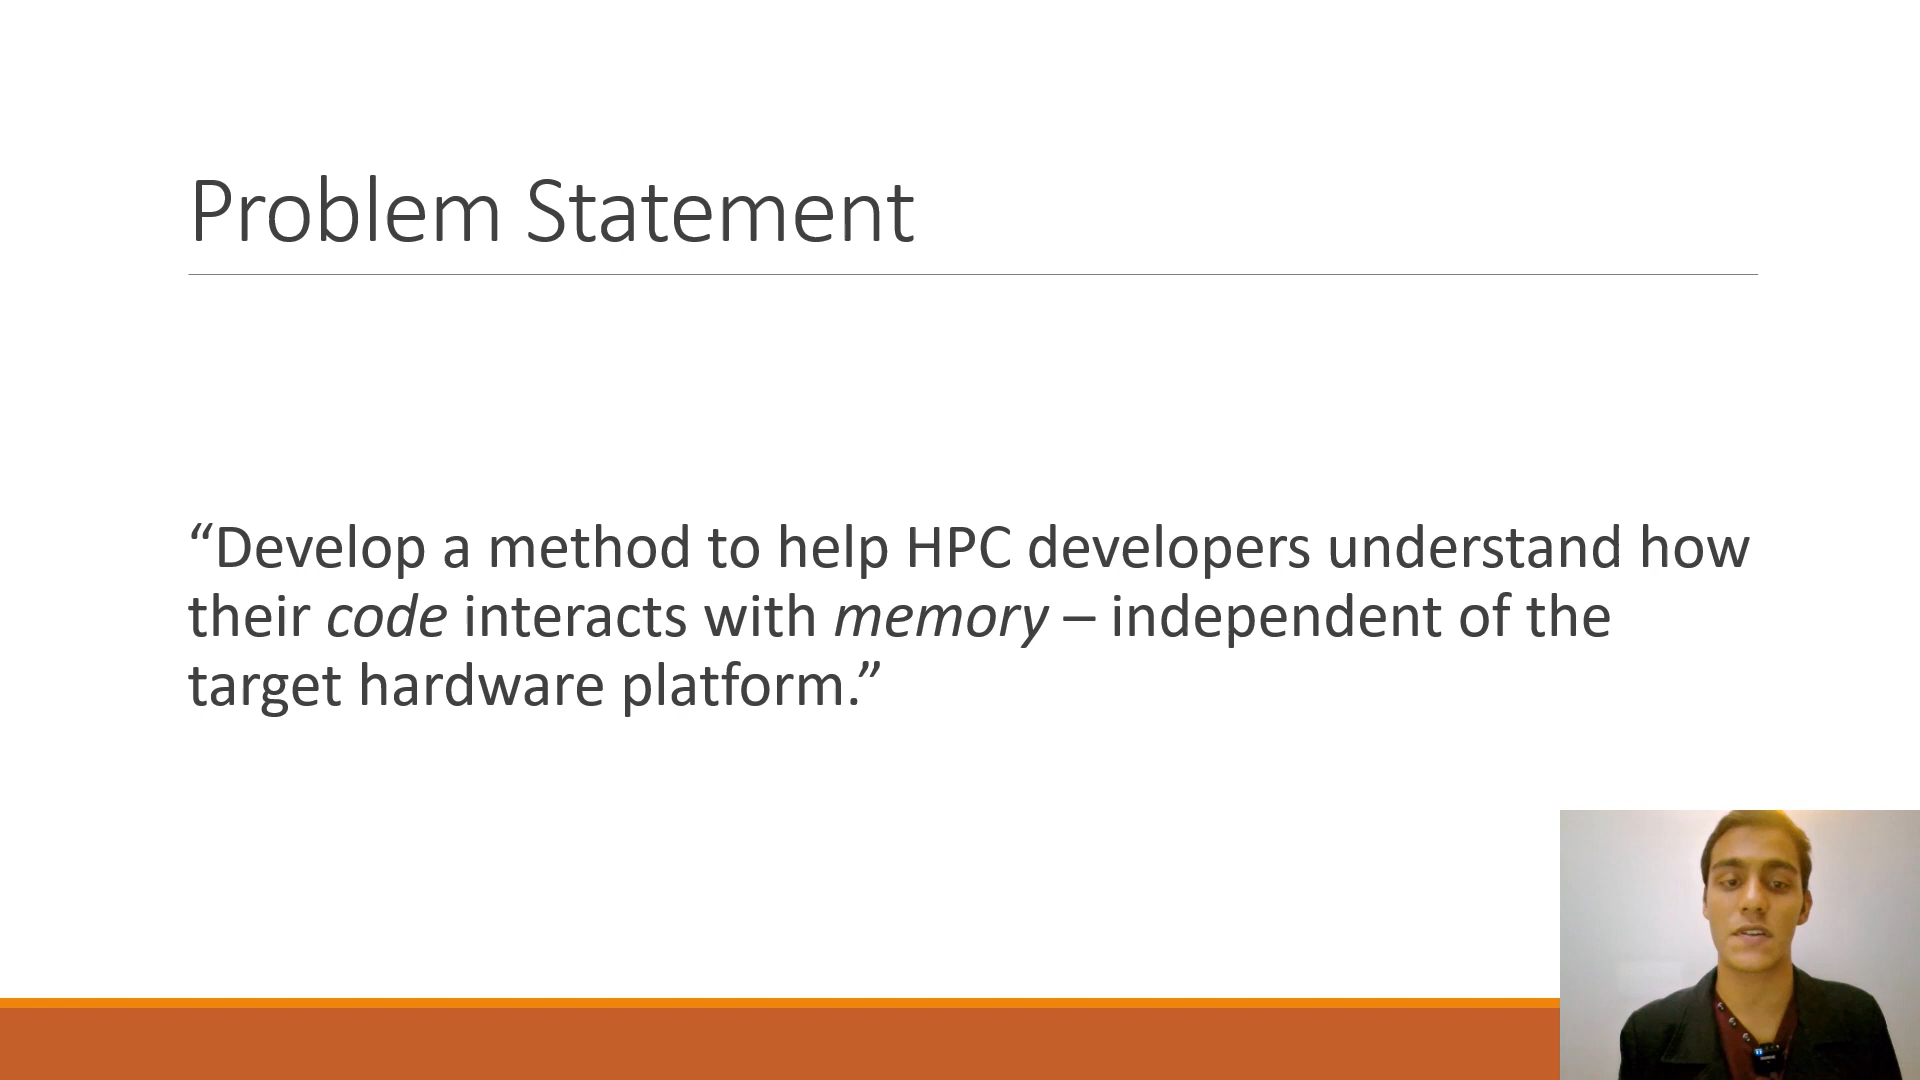 Problem Statement
“Develop a method to help HPC developers understand how
their code interacts with memory – independent of the
target hardware platform.”